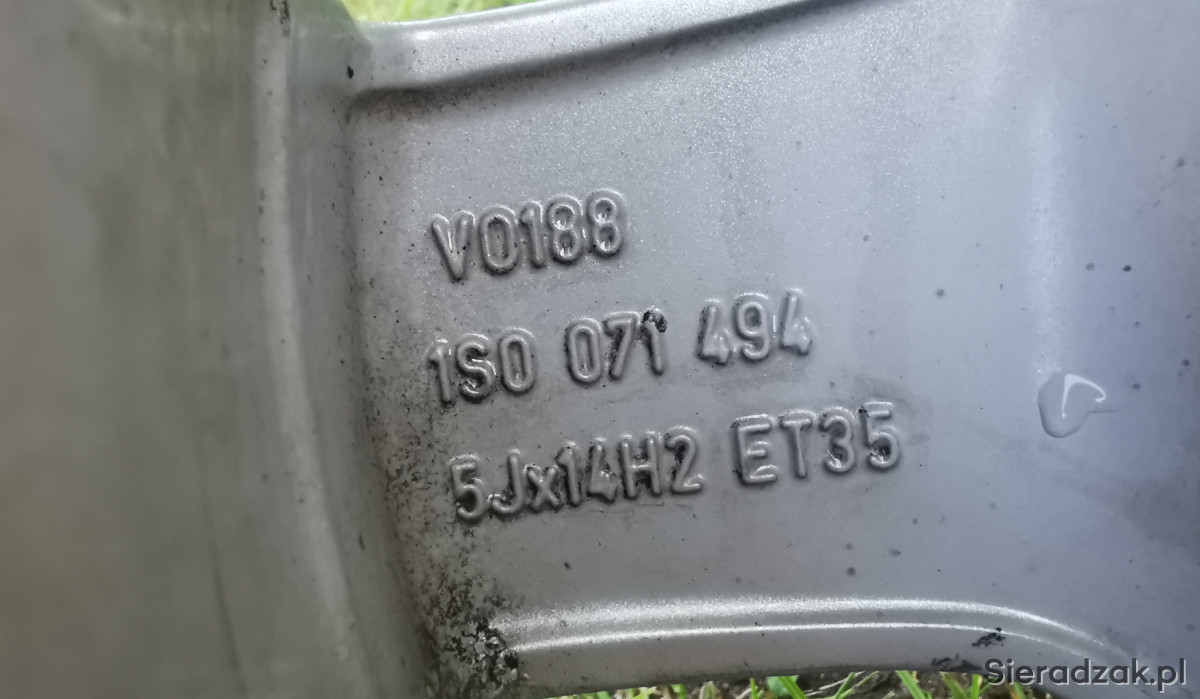 V0188
1S0 071 494
5Jx14H2 ET35
Sieradzak.pl